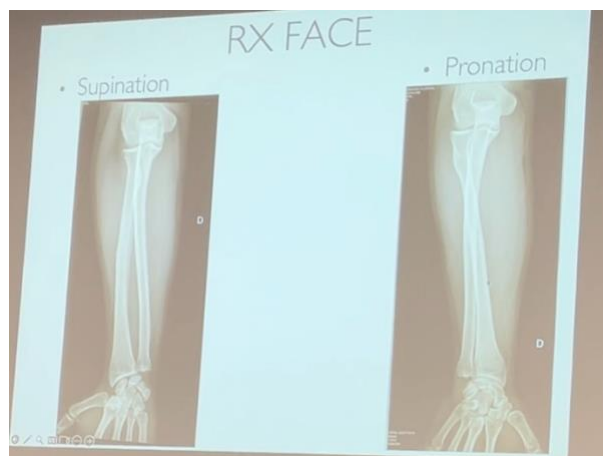 RX FACE
• Supination
• Pronation
D
D